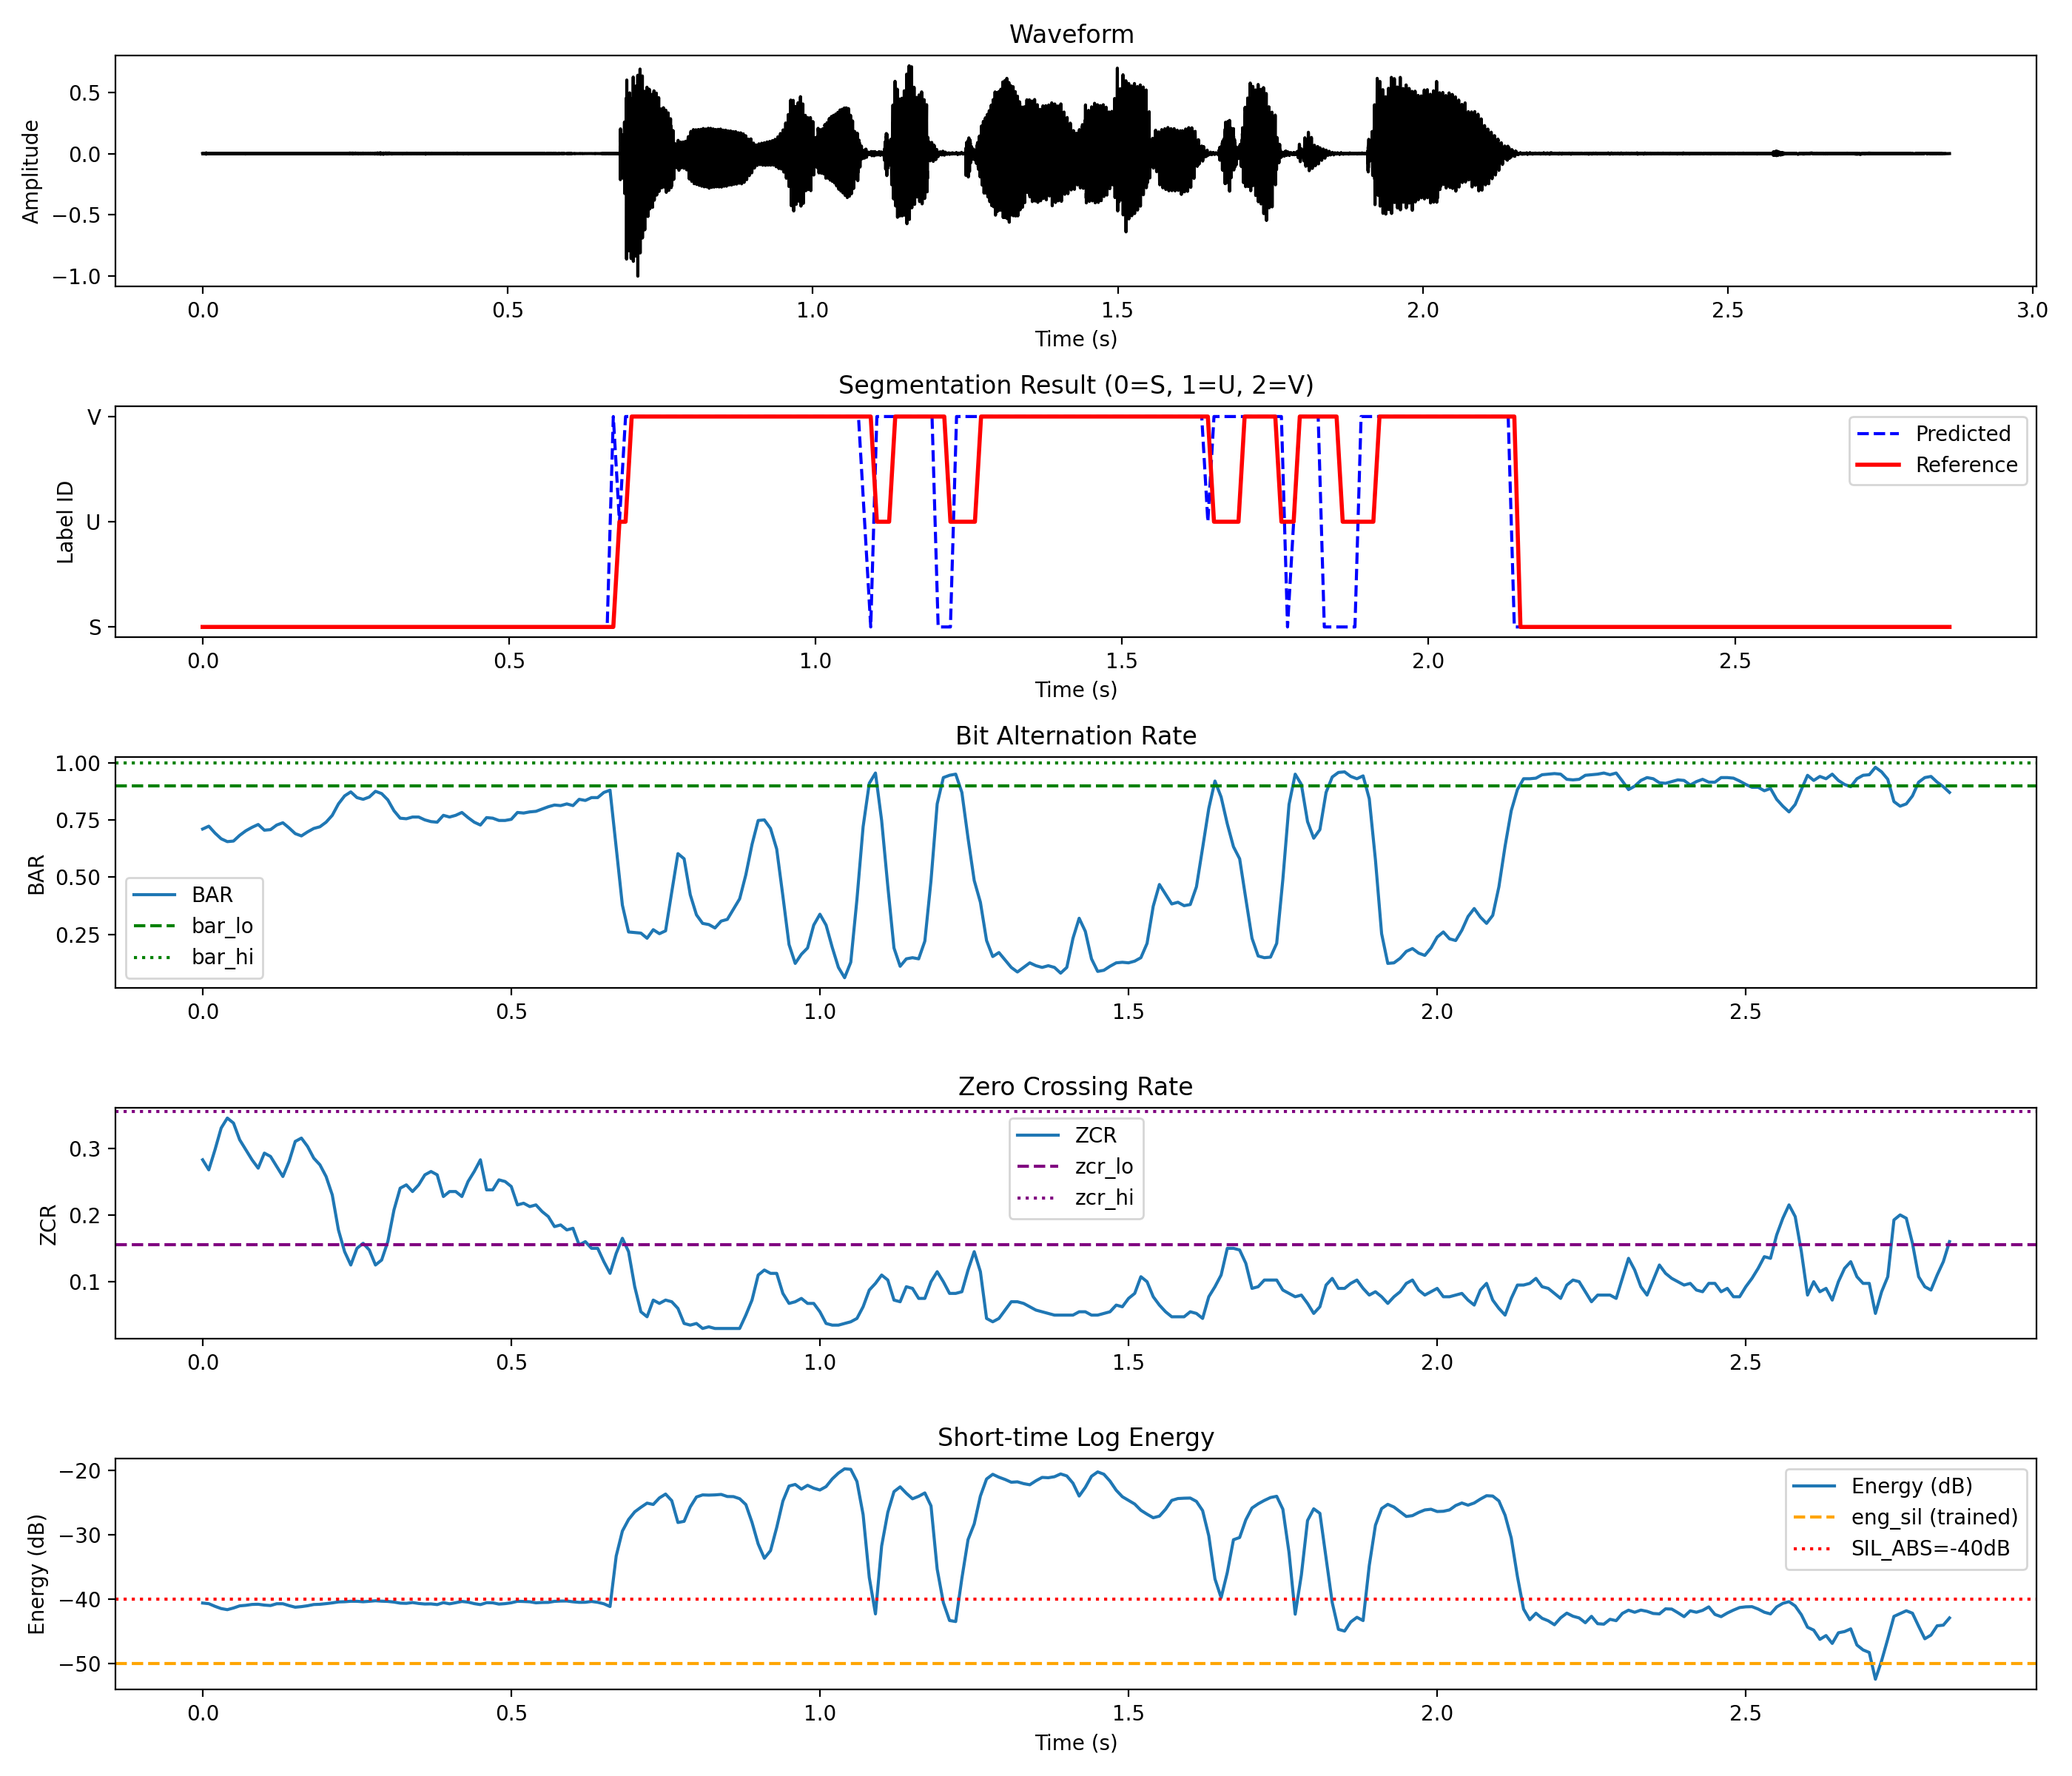 Waveform
0.5
0.0
−0.5
−1.0
Amplitude
0.0 0.5 1.0 1.5 2.0 2.5 3.0
Time (s)
Segmentation Result (0=S, 1=U, 2=V)
V
U
S
Label ID
Predicted
Reference
0.0 0.5 1.0 1.5 2.0 2.5
Time (s)
Bit Alternation Rate
1.00
0.75
0.50
0.25
BAR
BAR
bar_lo
bar_hi
0.0 0.5 1.0 1.5 2.0 2.5
Zero Crossing Rate
0.3
0.2
0.1
ZCR
ZCR
zcr_lo
zcr_hi
0.0 0.5 1.0 1.5 2.0 2.5
Short-time Log Energy
−20
−30
−40
−50
Energy (dB)
Energy (dB)
eng_sil (trained)
SIL_ABS=-40dB
0.0 0.5 1.0 1.5 2.0 2.5
Time (s)